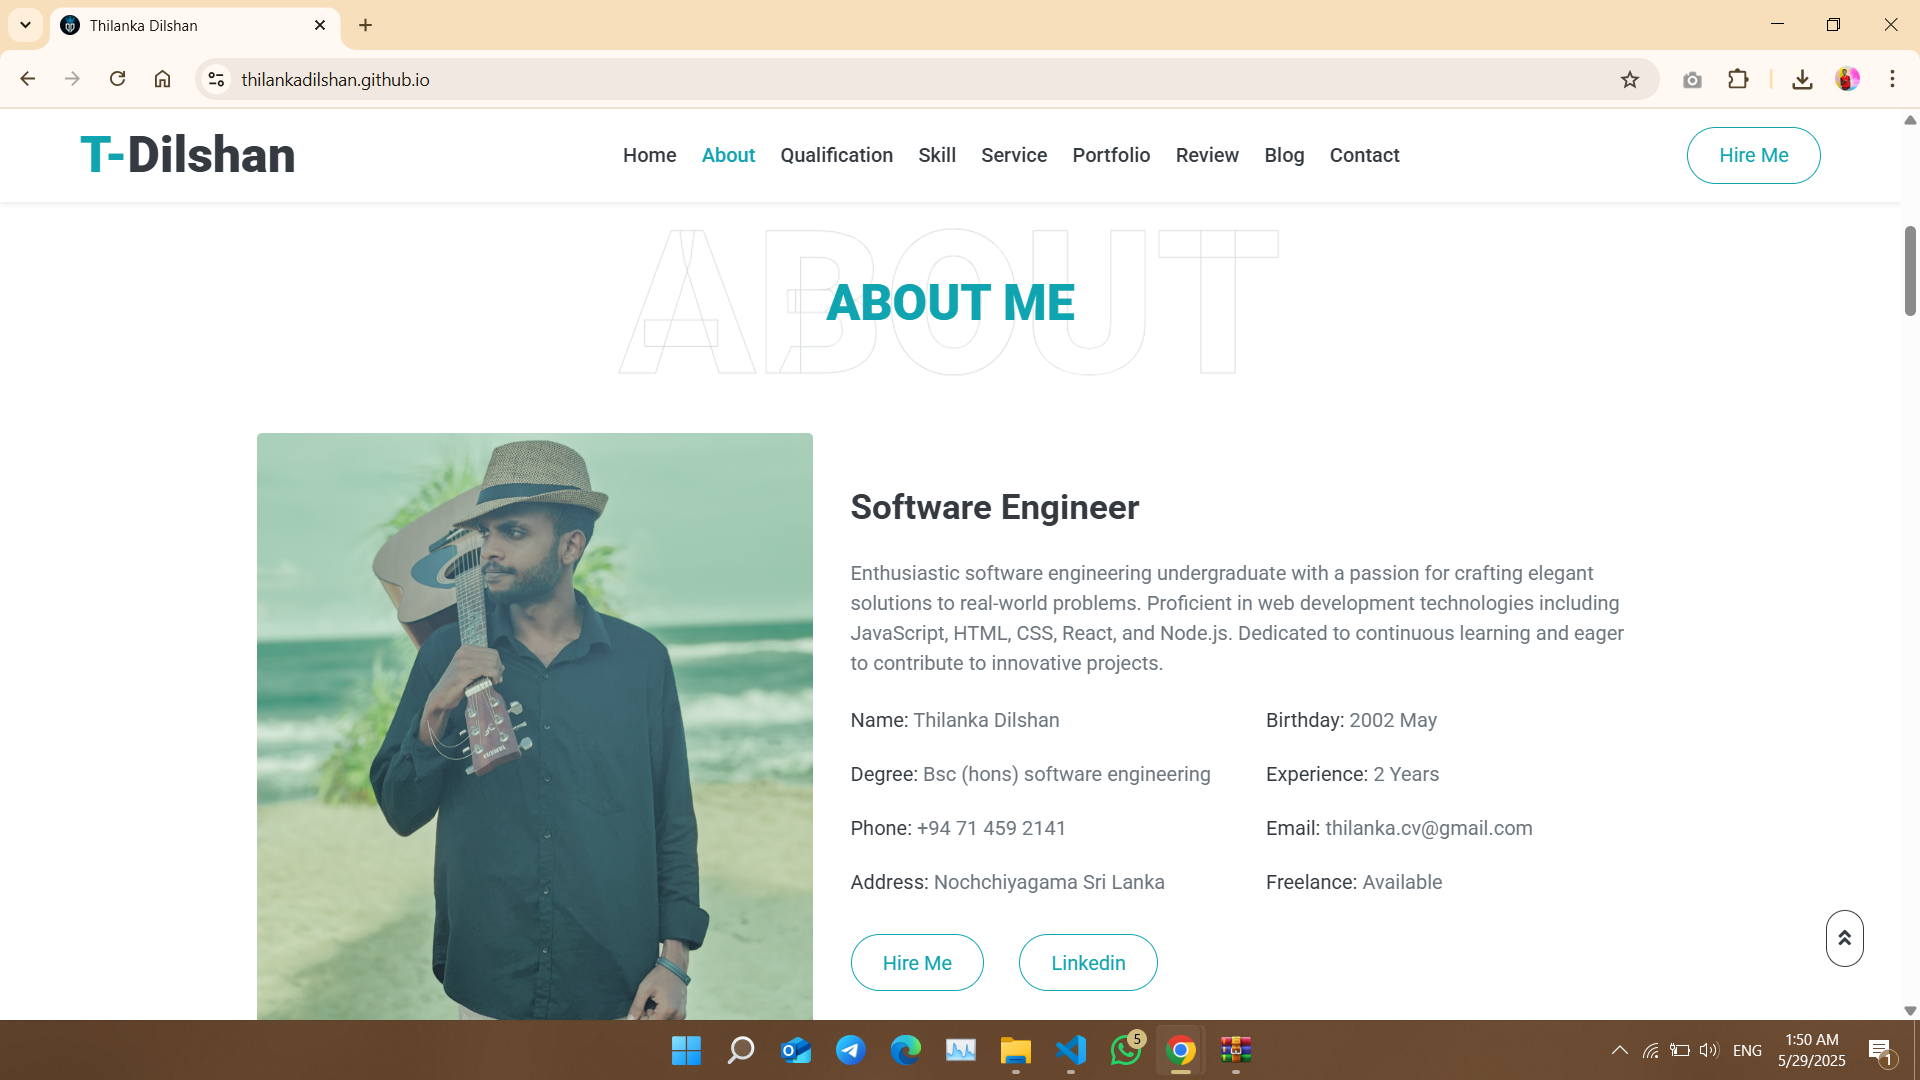 Thilanka Dilshan
thilankadilshan.github.io
T-Dilshan
Home About Qualification Skill Service Portfolio Review Blog Contact
Hire Me
ABOUT
ABOUT ME
Software Engineer
Enthusiastic software engineering undergraduate with a passion for crafting elegant
solutions to real-world problems. Proficient in web development technologies including
JavaScript, HTML, CSS, React, and Node.js. Dedicated to continuous learning and eager
to contribute to innovative projects.
Name: Thilanka Dilshan
Birthday: 2002 May
Degree: Bsc (hons) software engineering
Experience: 2 Years
Phone: +94 71 459 2141
Email: thilanka.cv@gmail.com
Address: Nochchiyagama Sri Lanka
Freelance: Available
Hire Me
Linkedin
5
ENG
1:50 AM
5/29/2025
1